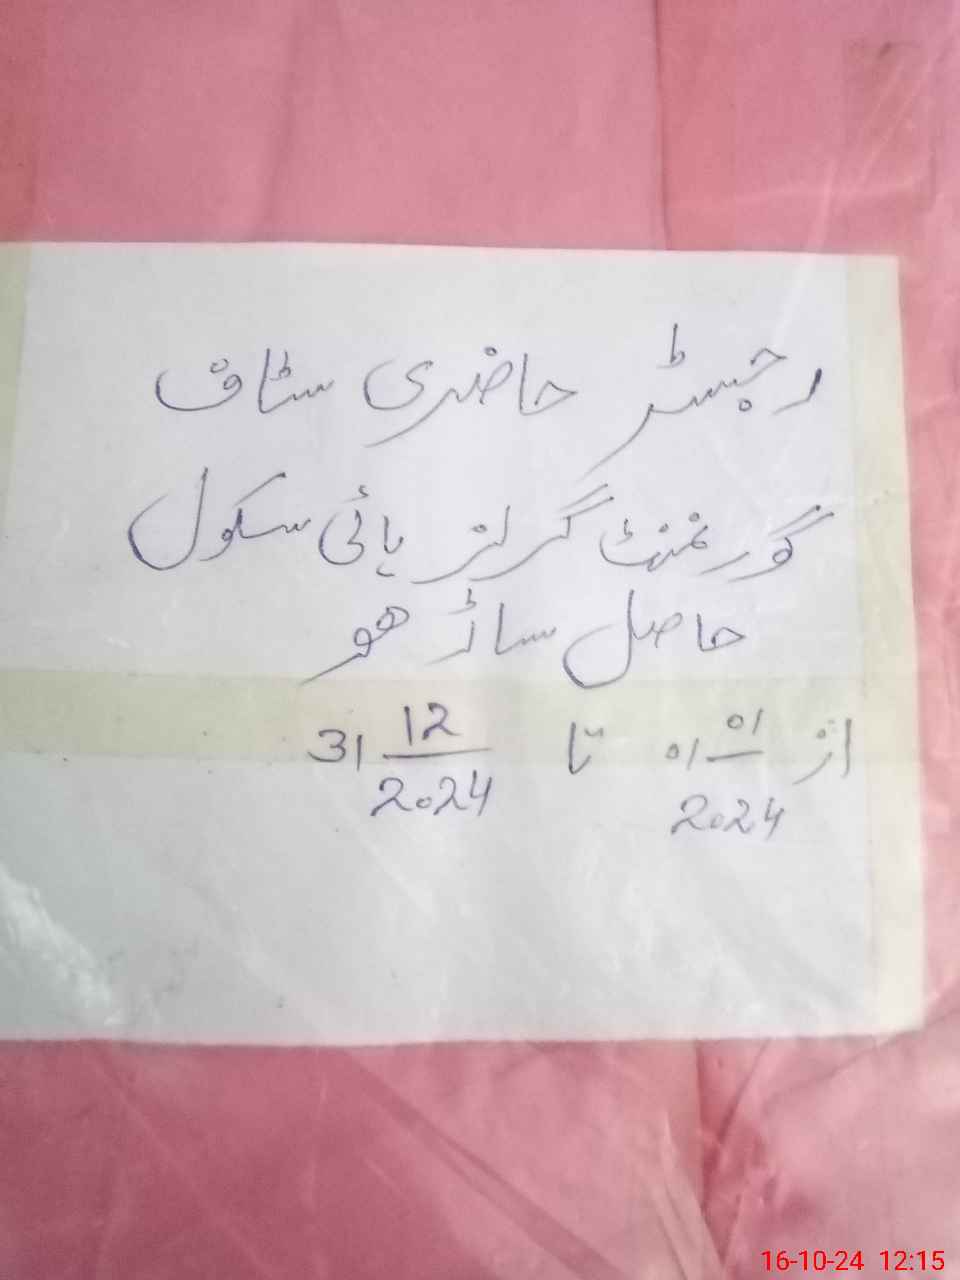 رجسٹر حاضری سٹاف
گورنمنٹ گرلز ہائی سکول
حاصل ساڑھو
از 01 01/2024 تا 31 12/2024
16-10-24 12:15